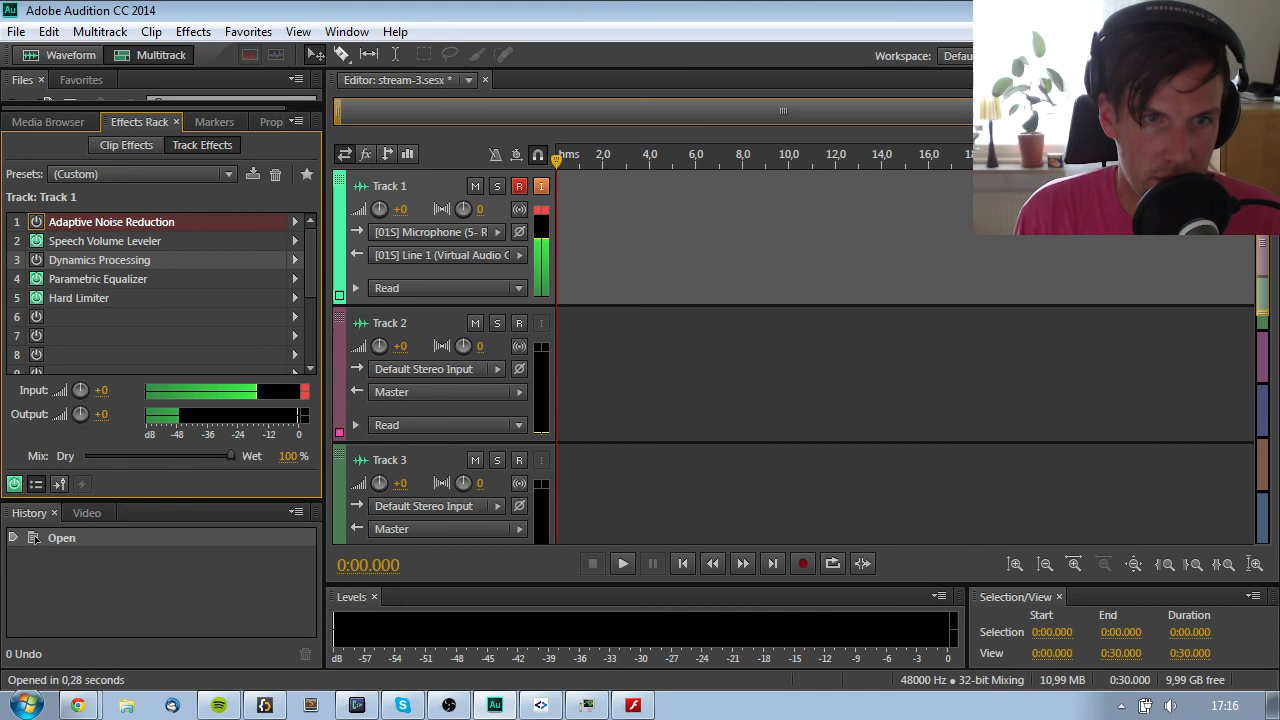 Au Adobe Audition CC 2014
File Edit Multitrack Clip Effects Favorites View Window Help
Waveform Multitrack Workspace:
Files × Favorites Editor: stream-3.sesx * ×
Media Browser Effects Rack × Markers
Clip Effects Track Effects
Presets: (Custom)
Track: Track 1
1 Adaptive Noise Reduction
2 Speech Volume Leveler
3 Dynamics Processing
4 Parametric Equalizer
5 Hard Limiter
6
7
8
Input: +0
Output: +0
dB -48 -36 -24 -12 0
Mix: Dry Wet 100 %
History × Video
Open
0 Undo
Opened in 0,28 seconds
fx hms 2,0 4,0 6,0 8,0 10,0 12,0 14,0 16,0
Track 1 M S R I
+0 0
[01S] Microphone (5- R
[01S] Line 1 (Virtual Audio C
Read
Track 2 M S R I
+0 0
Default Stereo Input
Master
Read
Track 3 M S R I
+0 0
Default Stereo Input
Master
0:00.000
Levels ×
dB -57 -54 -51 -48 -45 -42 -39 -36 -33 -30 -27 -24 -21 -18 -15 -12 -9 -6 -3 0
Selection/View ×
Start End Duration
Selection 0:00.000 0:00.000 0:00.000
View 0:00.000 0:30.000 0:30.000
48000 Hz ● 32-bit Mixing 10,99 MB 0:30.000 9,99 GB free
Au
17:16